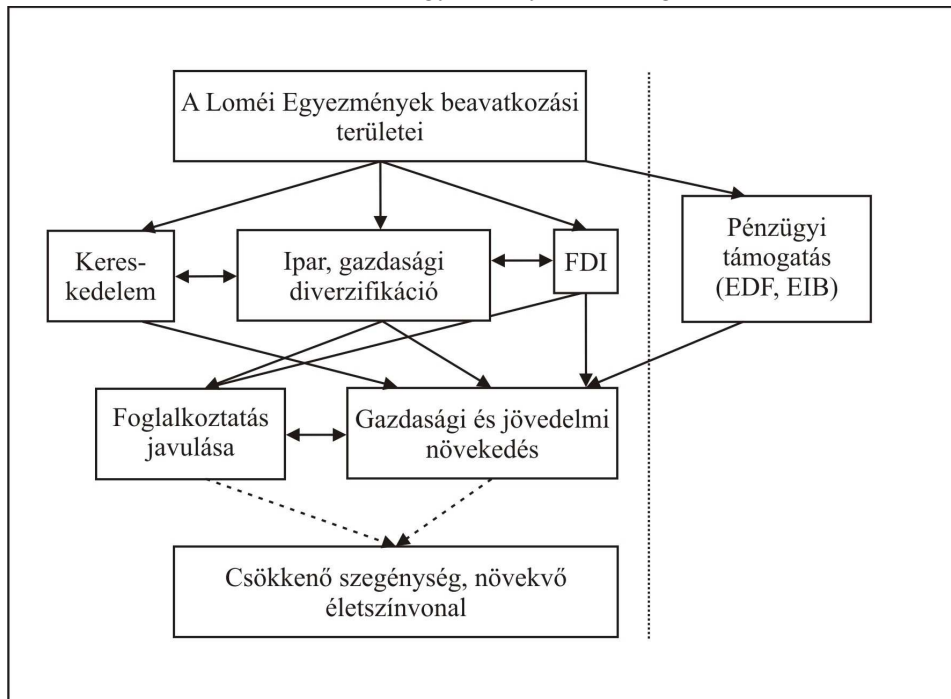 A Loméi Egyezmények beavatkozási
területei
Keres-
kedelem
Ipar, gazdasági
diverzifikáció
FDI
Pénzügyi
támogatás
(EDF, EIB)
Foglalkoztatás
javulása
Gazdasági és jövedelmi
növekedés
Csökkenő szegénység, növekvő
életszínvonal